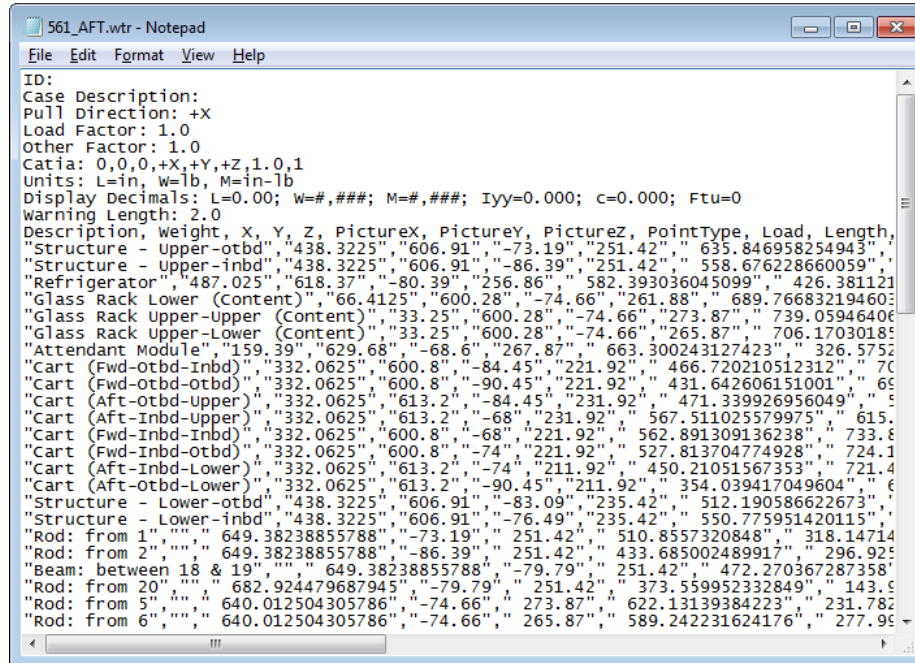 561_AFT.wtr - Notepad
File Edit Format View Help
ID:
Case Description:
Pull Direction: +X
Load Factor: 1.0
Other Factor: 1.0
Catia: 0,0,0,+X,+Y,+Z,1.0,1
Units: L=in, W=lb, M=in-lb
Display Decimals: L=0.00; W=#,###; M=#,###; Iyy=0.000; c=0.000; Ftu=0
Warning Length: 2.0
Description, Weight, X, Y, Z, PictureX, PictureY, PictureZ, PointType, Load, Length,
"Structure - Upper-otbd","438.3225","606.91","-73.19","251.42"," 635.846958254943","
"Structure - Upper-inbd","438.3225","606.91","-86.39","251.42"," 558.676228660059","
"Refrigerator","487.025","618.37","-80.39","256.86"," 582.393036045099"," 426.381121
"Glass Rack Lower (Content)","66.4125","600.28","-74.66","261.88"," 689.766832194603
"Glass Rack Upper-Upper (Content)","33.25","600.28","-74.66","273.87"," 739.05946406
"Glass Rack Upper-Lower (Content)","33.25","600.28","-74.66","265.87"," 706.17030185
"Attendant Module","159.39","629.68","-68.6","267.87"," 663.300243127423"," 326.5752
"Cart (Fwd-Otbd-Inbd)","332.0625","600.8","-84.45","221.92"," 466.720210512312"," 70
"Cart (Fwd-Otbd-Otbd)","332.0625","600.8","-90.45","221.92"," 431.642606151001"," 69
"Cart (Aft-Otbd-Upper)","332.0625","613.2","-84.45","231.92"," 471.339926956049"," 5
"Cart (Aft-Inbd-Upper)","332.0625","613.2","-68","231.92"," 567.511025579975"," 615.
"Cart (Fwd-Inbd-Inbd)","332.0625","600.8","-68","221.92"," 562.891309136238"," 733.8
"Cart (Fwd-Inbd-Otbd)","332.0625","600.8","-74","221.92"," 527.813704774928"," 724.1
"Cart (Aft-Inbd-Lower)","332.0625","613.2","-74","211.92"," 450.21051567353"," 721.4
"Cart (Aft-Otbd-Lower)","332.0625","613.2","-90.45","211.92"," 354.039417049604"," 6
"Structure - Lower-otbd","438.3225","606.91","-83.09","235.42"," 512.190586622673","
"Structure - Lower-inbd","438.3225","606.91","-76.49","235.42"," 550.775951420115","
"Rod: from 1",""," 649.38238855788","-73.19"," 251.42"," 510.8557320848"," 318.14714
"Rod: from 2",""," 649.38238855788","-86.39"," 251.42"," 433.685002489917"," 296.925
"Beam: between 18 & 19",""," 649.38238855788","-79.79"," 251.42"," 472.270367287358"
"Rod: from 20",""," 682.924479687945","-79.79"," 251.42"," 373.559952332849"," 143.9
"Rod: from 5",""," 640.012504305786","-74.66"," 273.87"," 622.13139384223"," 231.782
"Rod: from 6",""," 640.012504305786","-74.66"," 265.87"," 589.242231624176"," 277.99